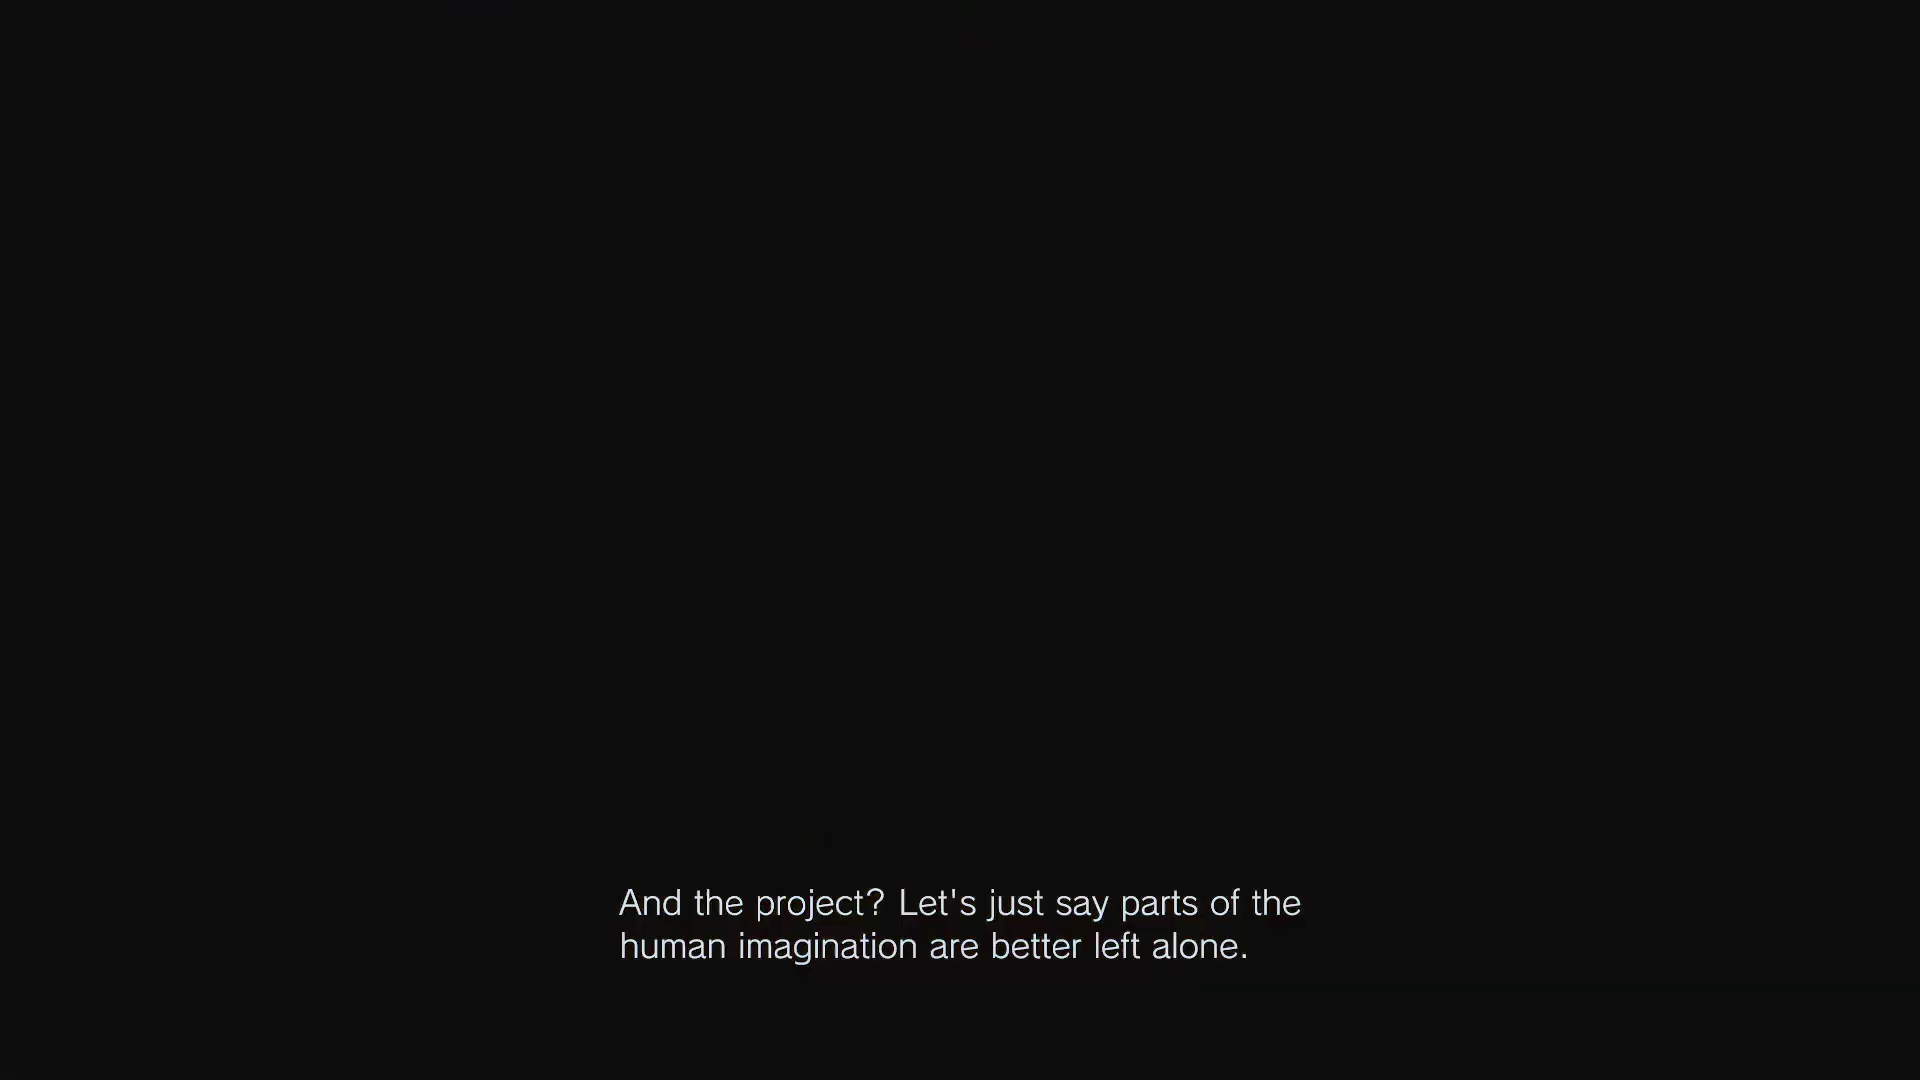 And the project? Let's just say parts of the
human imagination are better left alone.